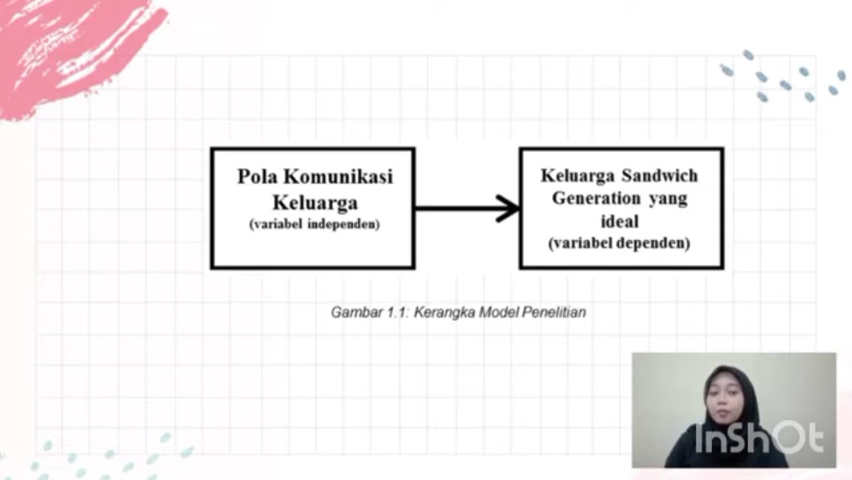 Pola Komunikasi
Keluarga
(variabel independen)
Keluarga Sandwich
Generation yang
ideal
(variabel dependen)
Gambar 1.1: Kerangka Model Penelitian
InShOt